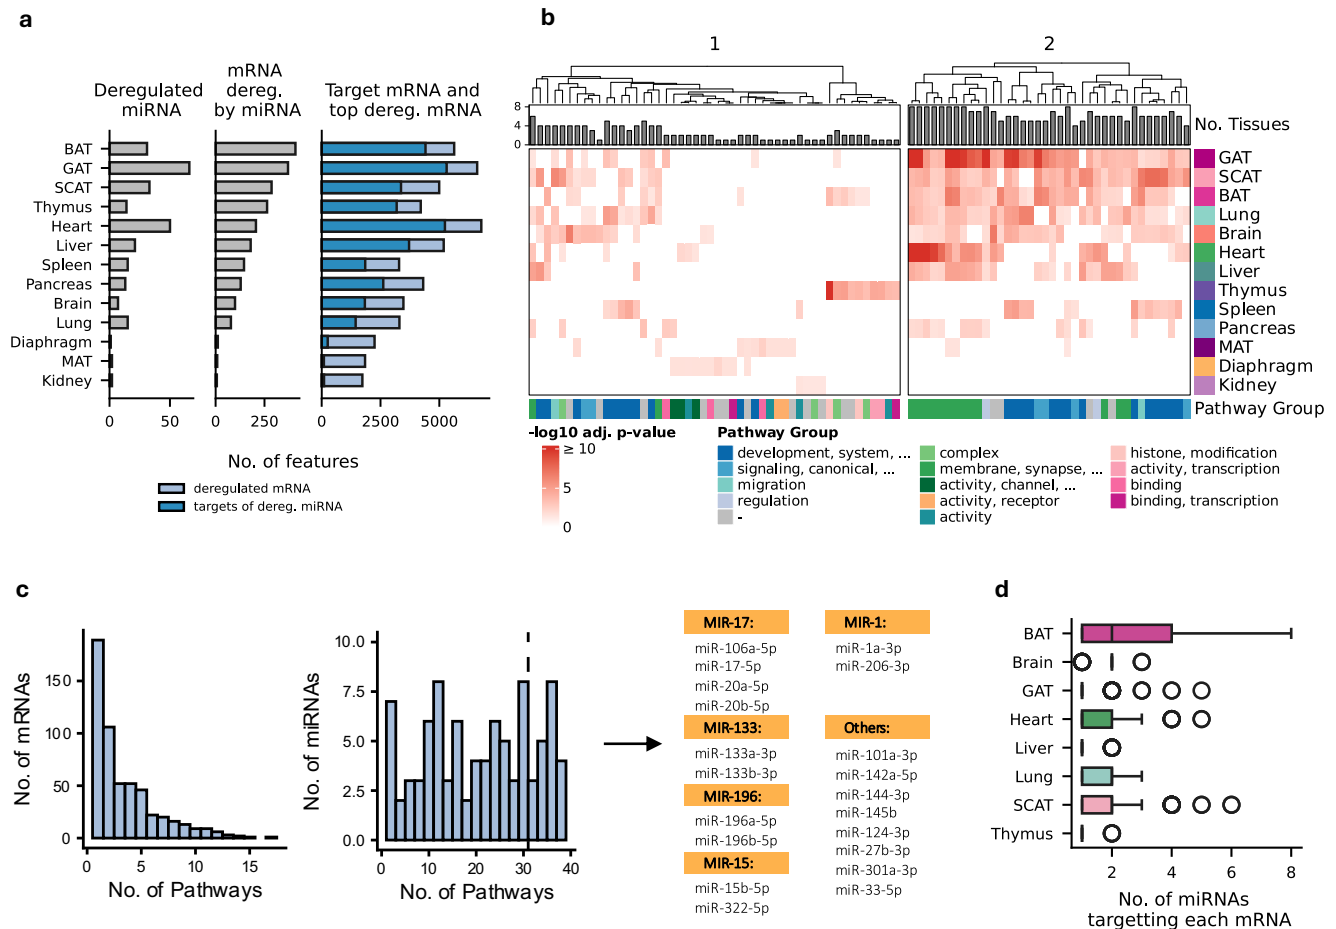 a
Deregulated
miRNA
mRNA
dereg.
by miRNA
Target mRNA and
top dereg. mRNA
BAT
GAT
SCAT
Thymus
Heart
Liver
Spleen
Pancreas
Brain
Lung
Diaphragm
MAT
Kidney
0 50
0 250
0 2500 5000
No. of features
deregulated mRNA
targets of dereg. miRNA
b
1
2
8
4
0
No. Tissues
GAT
SCAT
BAT
Lung
Brain
Heart
Liver
Thymus
Spleen
Pancreas
MAT
Diaphragm
Kidney
Pathway Group
-log10 adj. p-value
≥ 10
5
0
Pathway Group
development, system, ...
signaling, canonical, ...
migration
regulation
-
complex
membrane, synapse, ...
activity, channel, ...
activity, receptor
activity
histone, modification
activity, transcription
binding
binding, transcription
c
No. of mRNAs
150
100
50
0
0 5 10 15
No. of Pathways
No. of miRNAs
10.0
7.5
5.0
2.5
0.0
0 10 20 30 40
No. of Pathways
MIR-17:
miR-106a-5p
miR-17-5p
miR-20a-5p
miR-20b-5p
MIR-133:
miR-133a-3p
miR-133b-3p
MIR-196:
miR-196a-5p
miR-196b-5p
MIR-15:
miR-15b-5p
miR-322-5p
MIR-1:
miR-1a-3p
miR-206-3p
Others:
miR-101a-3p
miR-142a-5p
miR-144-3p
miR-145b
miR-124-3p
miR-27b-3p
miR-301a-3p
miR-33-5p
d
BAT
Brain
GAT
Heart
Liver
Lung
SCAT
Thymus
2 4 6 8
No. of miRNAs
targetting each mRNA